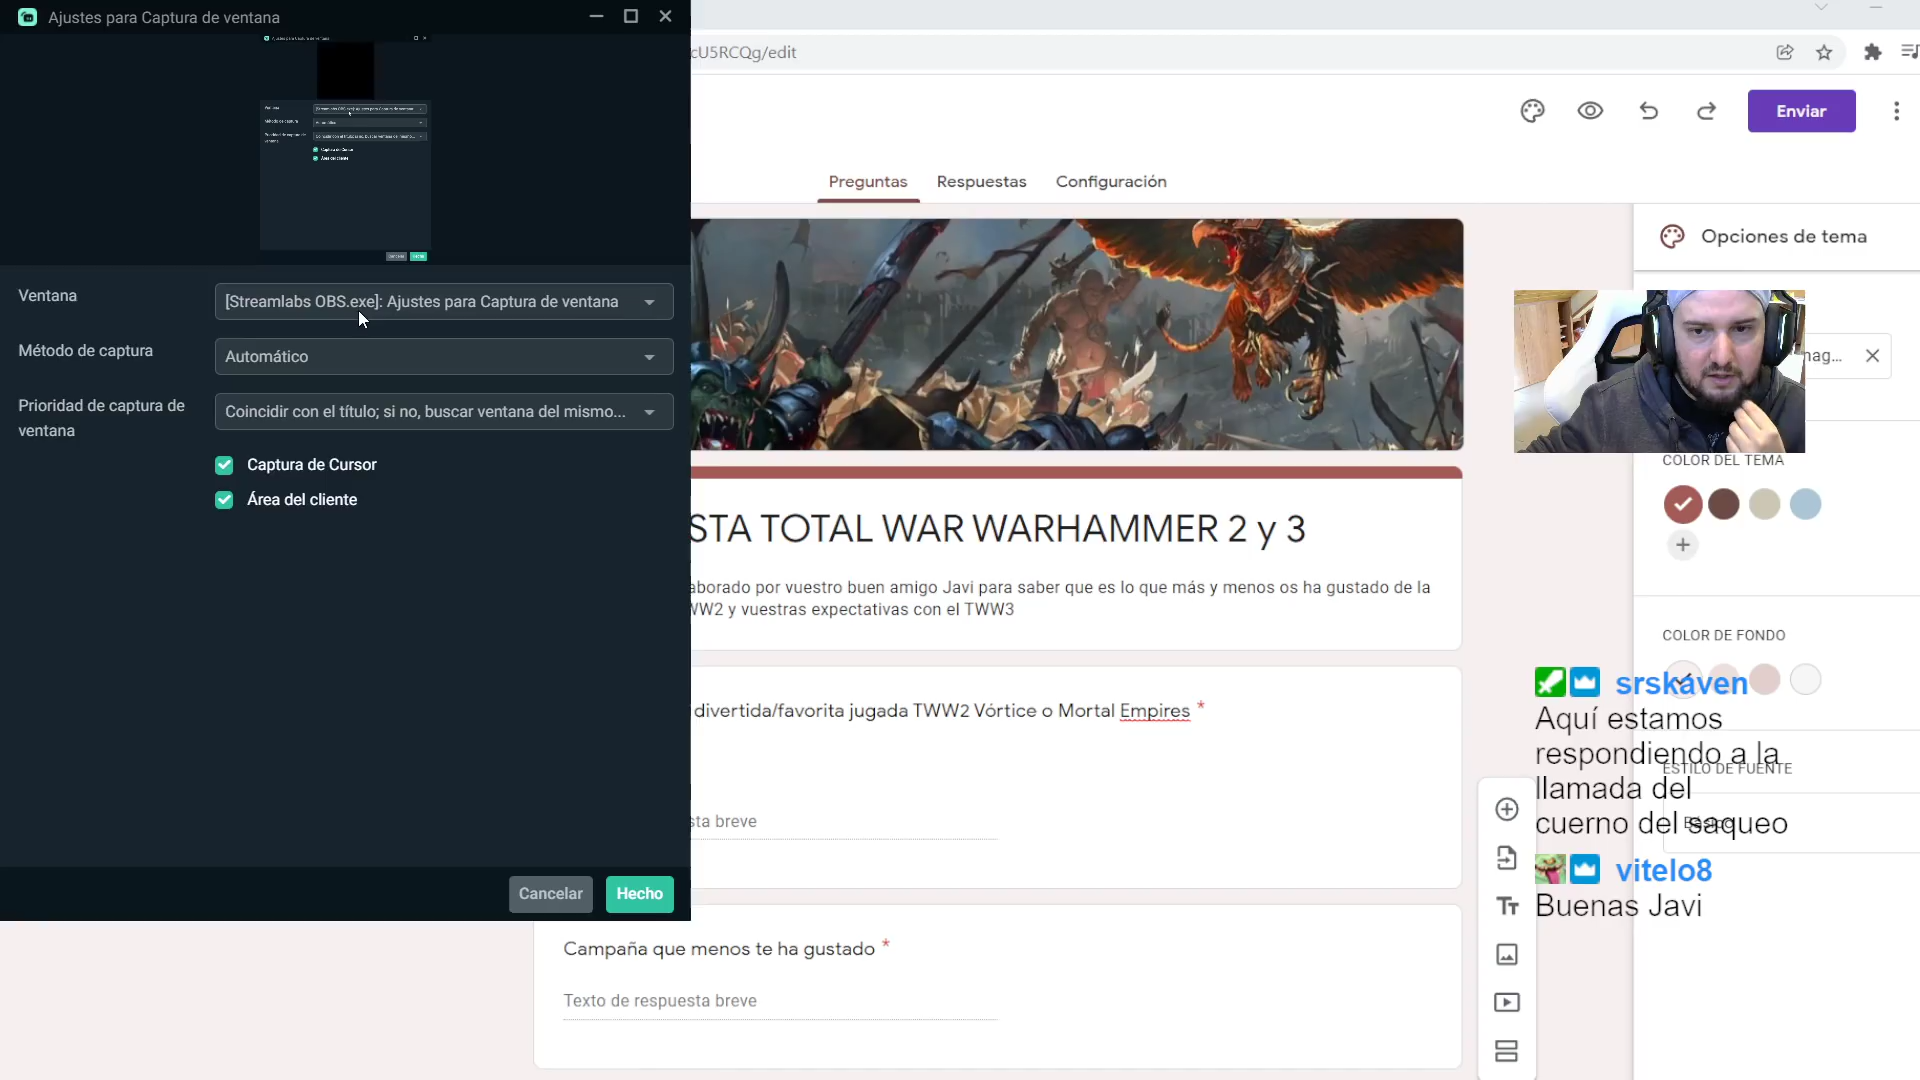 Ajustes para Captura de ventana
cU5RCQg/edit
Enviar
Preguntas
Respuestas
Configuración
Opciones de tema
Ventana
[Streamlabs OBS.exe]: Ajustes para Captura de ventana
Método de captura
Automático
Prioridad de captura de
ventana
Coincidir con el título; si no, buscar ventana del mismo...
Captura de Cursor
Área del cliente
Cancelar
Hecho
mag...
COLOR DEL TEMA
STA TOTAL WAR WARHAMMER 2 y 3
aborado por vuestro buen amigo Javi para saber que es lo que más y menos os ha gustado de la
WW2 y vuestras expectativas con el TWW3
COLOR DE FONDO
divertida/favorita jugada TWW2 Vórtice o Mortal Empires *
sta breve
ESTILO DE FUENTE
Básico
srskaven
Aquí estamos
respondiendo a la
llamada del
cuerno del saqueo
vitelo8
Buenas Javi
Campaña que menos te ha gustado *
Texto de respuesta breve